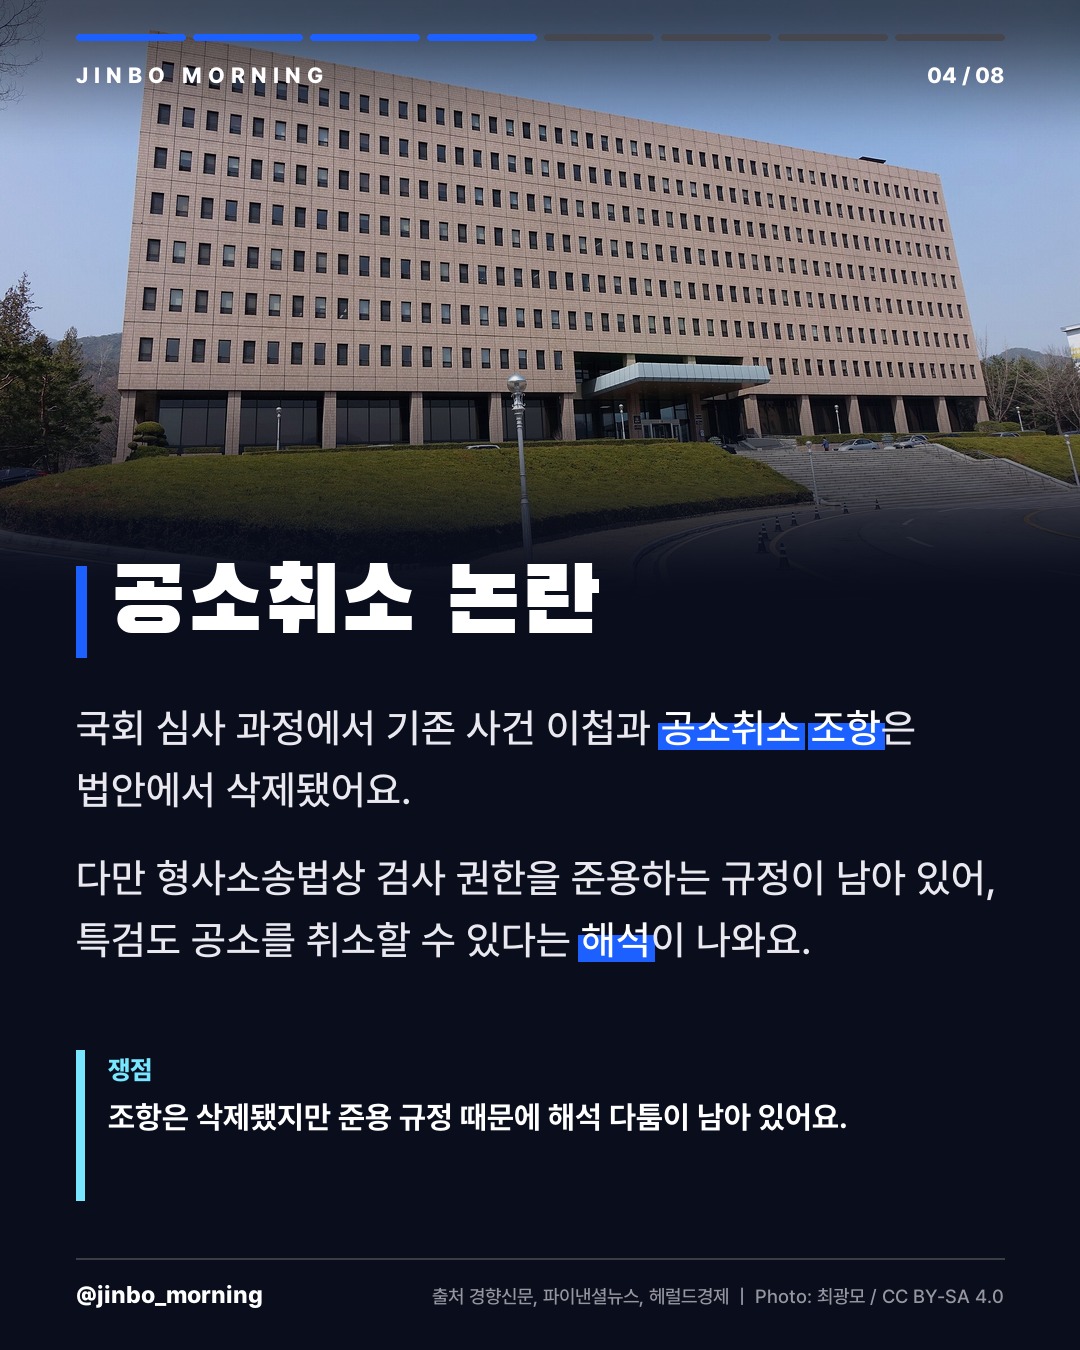 JINBO MORNING
04 / 08
공소취소 논란
국회 심사 과정에서 기존 사건 이첩과 공소취소 조항은
법안에서 삭제됐어요.
다만 형사소송법상 검사 권한을 준용하는 규정이 남아 있어,
특검도 공소를 취소할 수 있다는 해석이 나와요.
쟁점
조항은 삭제됐지만 준용 규정 때문에 해석 다툼이 남아 있어요.
@jinbo_morning
출처 경향신문, 파이낸셜뉴스, 헤럴드경제 | Photo: 최광모 / CC BY-SA 4.0